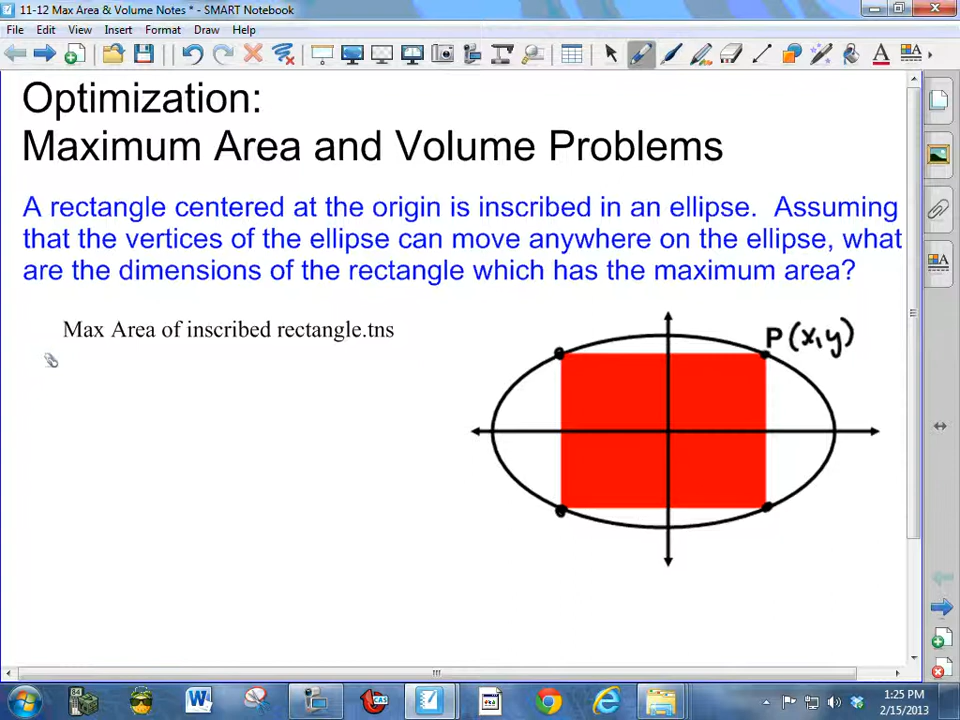 11-12 Max Area & Volume Notes * - SMART Notebook
File Edit View Insert Format Draw Help
Optimization:
Maximum Area and Volume Problems
A rectangle centered at the origin is inscribed in an ellipse. Assuming
that the vertices of the ellipse can move anywhere on the ellipse, what
are the dimensions of the rectangle which has the maximum area?
Max Area of inscribed rectangle.tns
P(x,y)
84
CAS
1:25 PM
2/15/2013